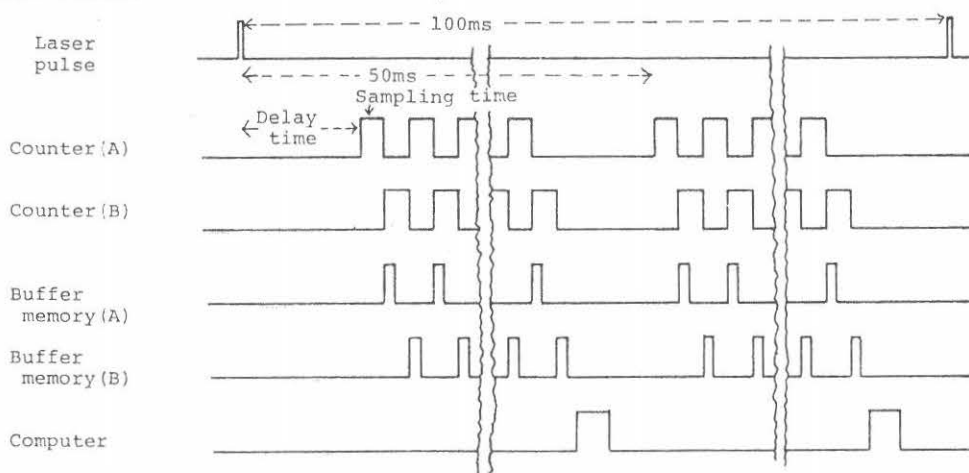 100ms
Laser
pulse
50ms
Sampling time
Delay
time
Counter(A)
Counter(B)
Buffer
memory(A)
Buffer
memory(B)
Computer